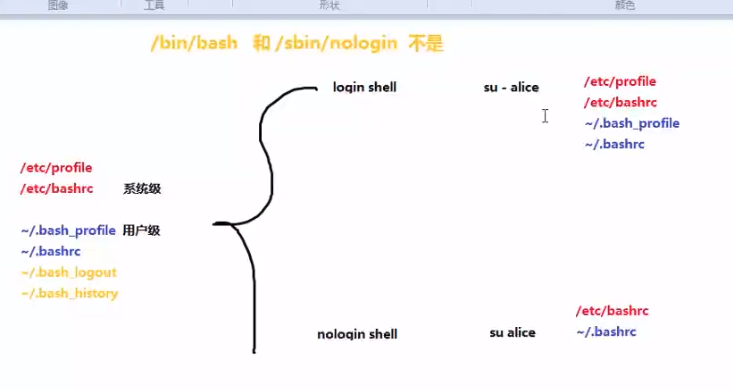 图像 工具 形状 颜色
/bin/bash 和 /sbin/nologin 不是
login shell su - alice /etc/profile
/etc/bashrc
~/.bash_profile
~/.bashrc
/etc/profile
/etc/bashrc 系统级
~/.bash_profile 用户级
~/.bashrc
~/.bash_logout
~/.bash_history
nologin shell su alice /etc/bashrc
~/.bashrc